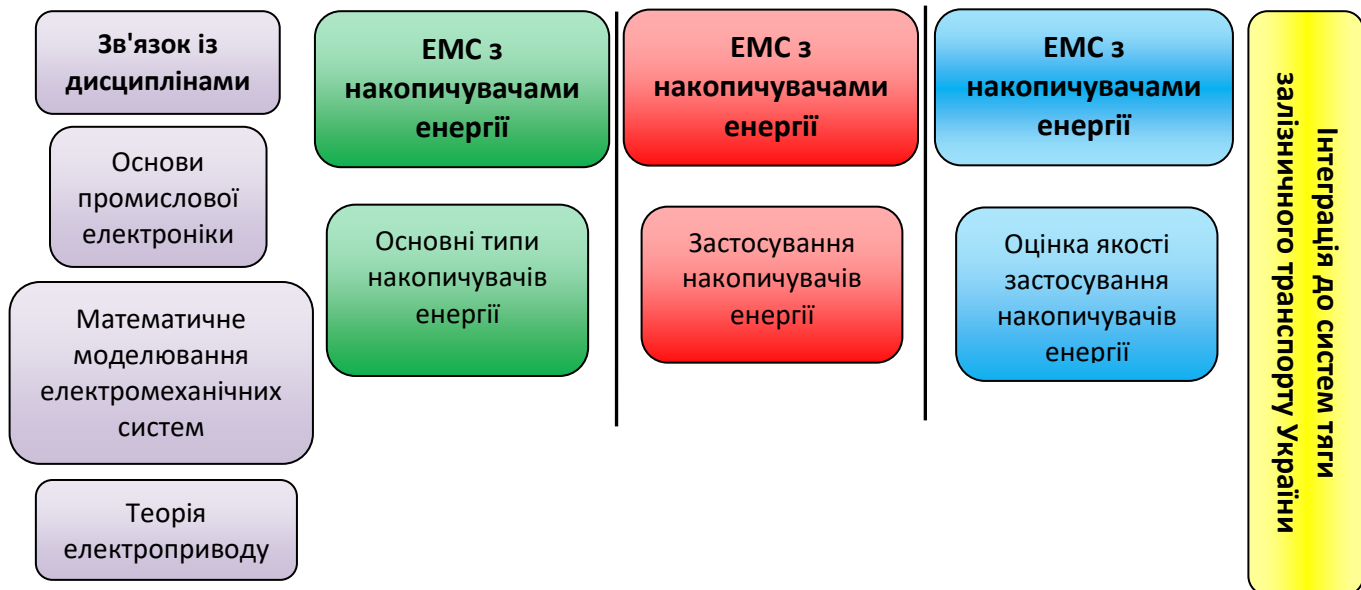 Зв'язок із
дисциплінами
Основи
промислової
електроніки
Математичне
моделювання
електромеханічних
систем
Теорія
електроприводу
ЕМС з
накопичувачами
енергії
Основні типи
накопичувачів
енергії
ЕМС з
накопичувачами
енергії
Застосування
накопичувачів
енергії
ЕМС з
накопичувачами
енергії
Оцінка якості
застосування
накопичувачів
енергії
Інтеграція до систем тяги
залізничного транспорту України